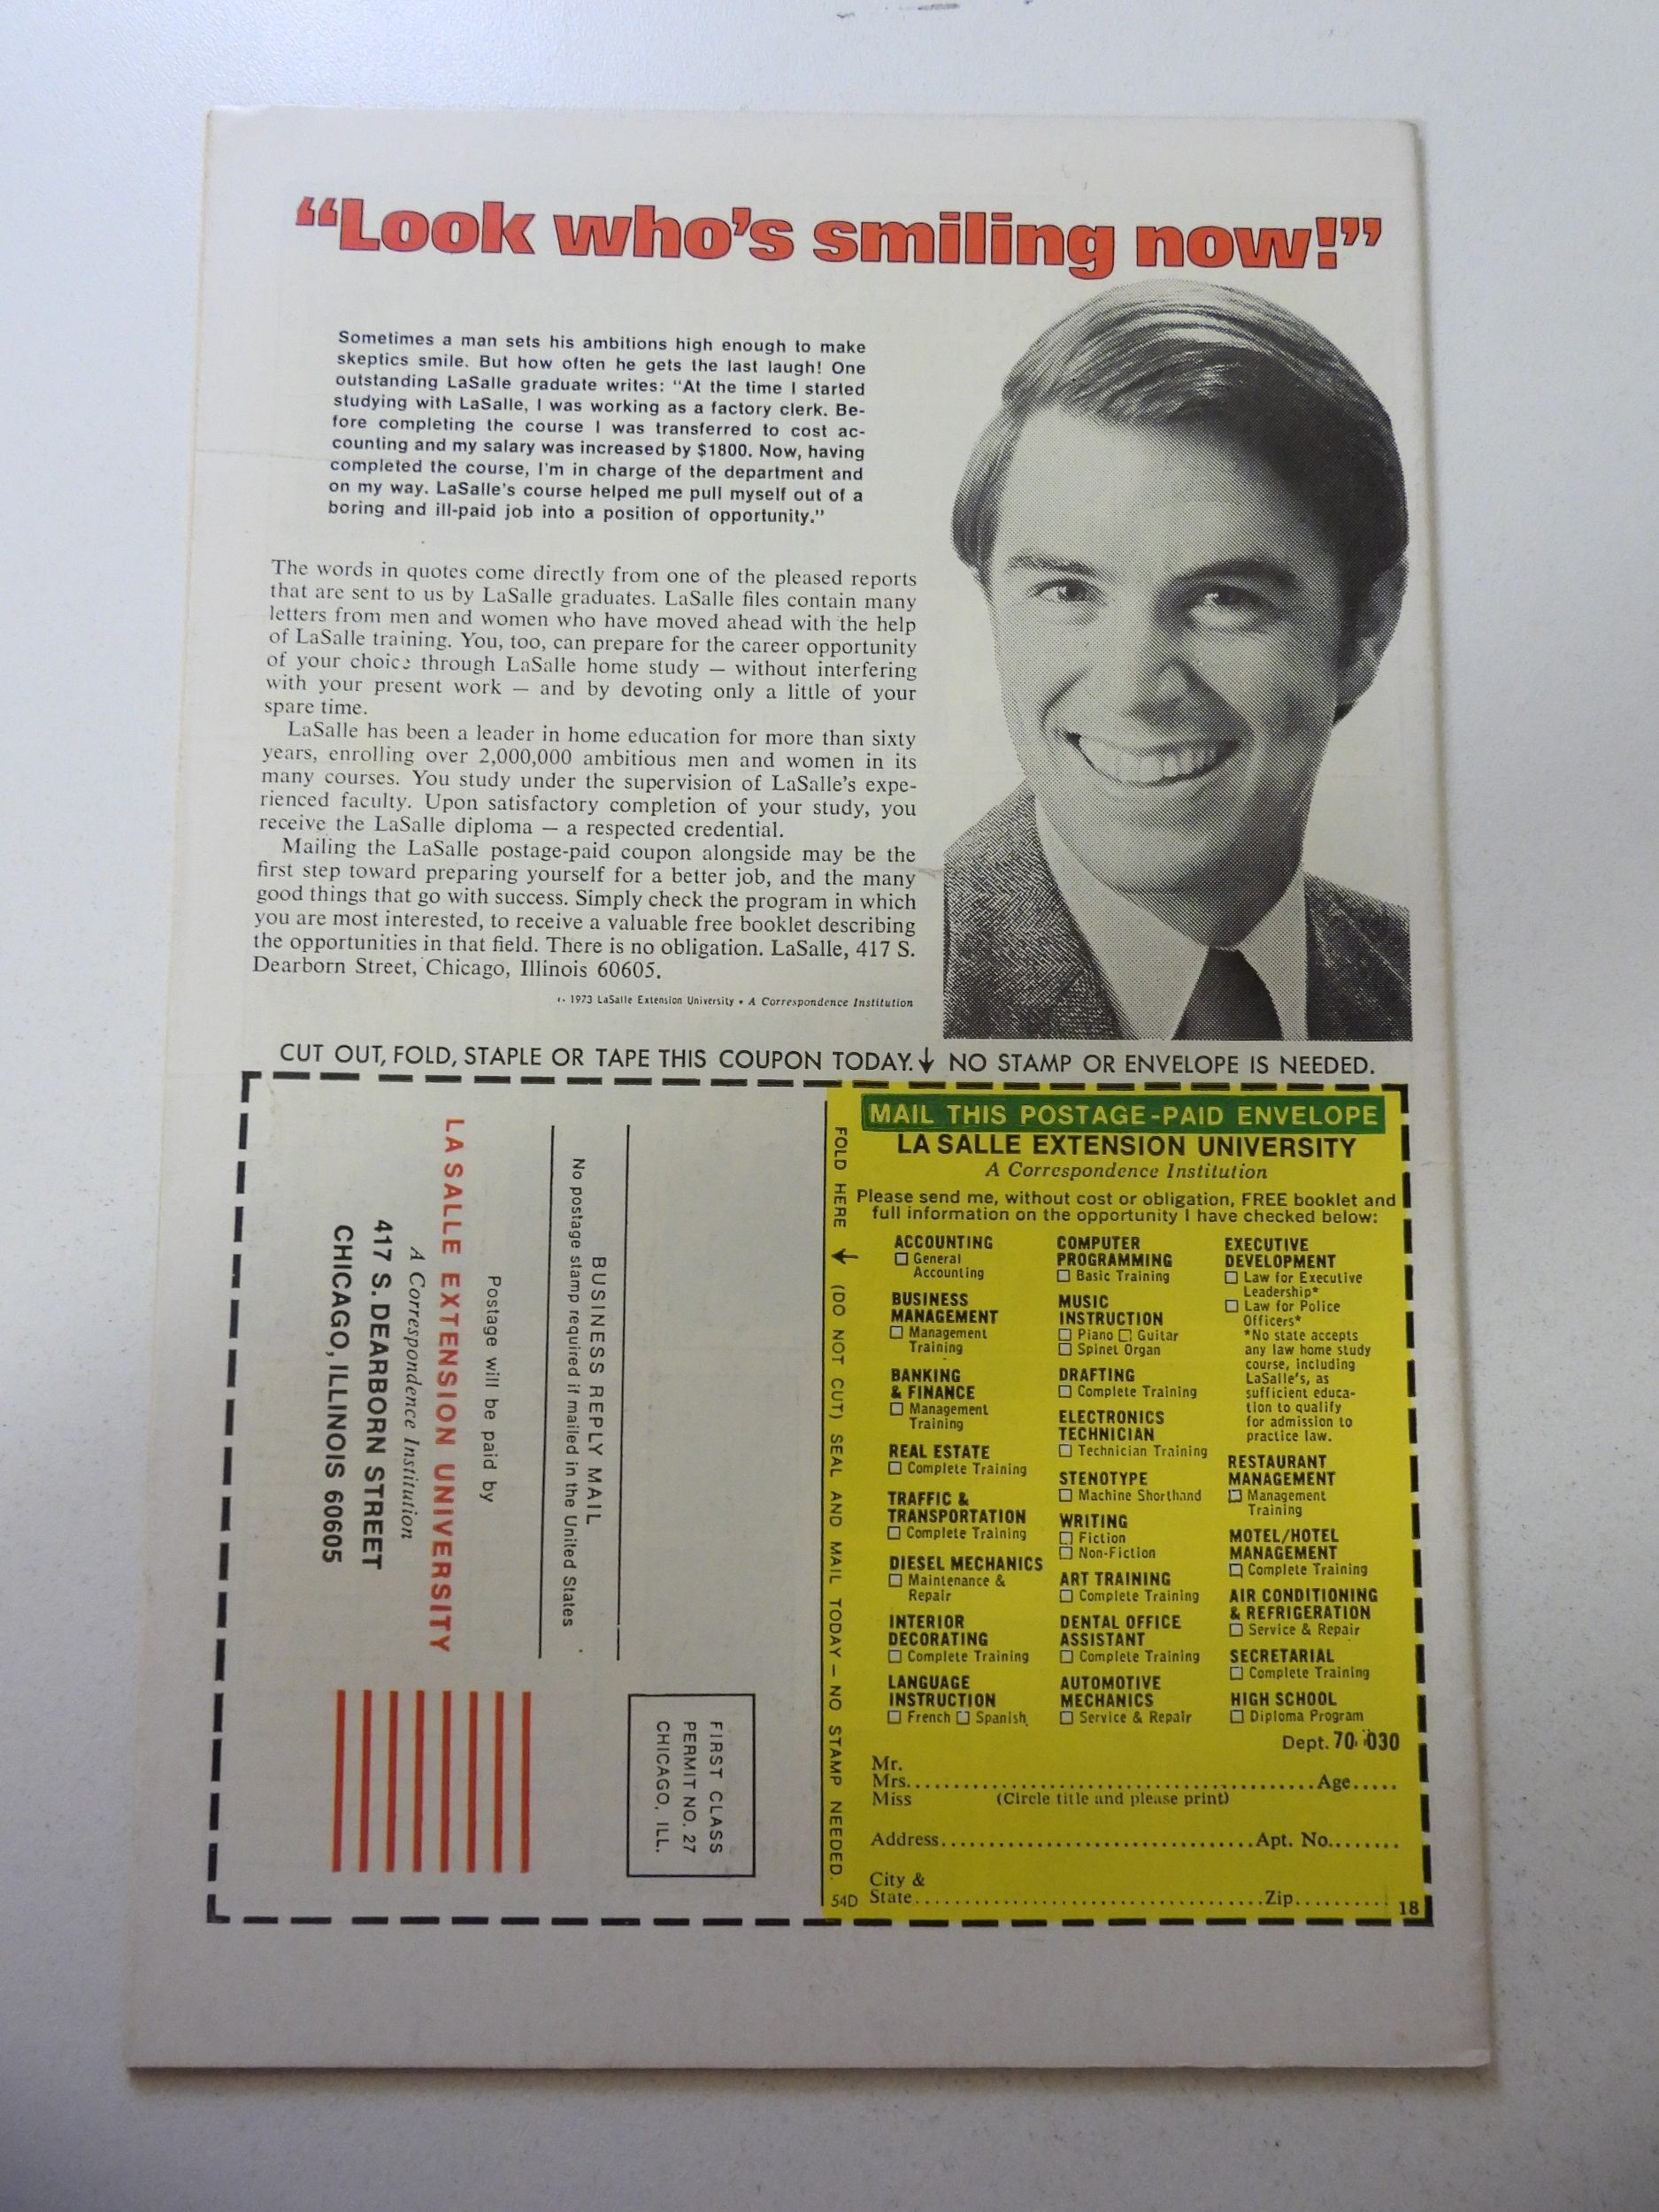 “Look who’s smiling now!”
Sometimes a man sets his ambitions high enough to make
skeptics smile. But how often he gets the last laugh! One
outstanding LaSalle graduate writes: “At the time I started
studying with LaSalle, I was working as a factory clerk. Be-
fore completing the course I was transferred to cost ac-
counting and my salary was increased by $1800. Now, having
completed the course, I’m in charge of the department and
on my way. LaSalle’s course helped me pull myself out of a
boring and ill-paid job into a position of opportunity.”
The words in quotes come directly from one of the pleased reports
that are sent to us by LaSalle graduates. LaSalle files contain many
letters from men and women who have moved ahead with the help
of LaSalle training. You, too, can prepare for the career opportunity
of your choice through LaSalle home study — without interfering
with your present work — and by devoting only a little of your
spare time.
LaSalle has been a leader in home education for more than sixty
years, enrolling over 2,000,000 ambitious men and women in its
many courses. You study under the supervision of LaSalle’s expe-
rienced faculty. Upon satisfactory completion of your study, you
receive the LaSalle diploma — a respected credential.
Mailing the LaSalle postage-paid coupon alongside may be the
first step toward preparing yourself for a better job, and the many
good things that go with success. Simply check the program in which
you are most interested, to receive a valuable free booklet describing
the opportunities in that field. There is no obligation. LaSalle, 417 S.
Dearborn Street, Chicago, Illinois 60605.
1973 LaSalle Extension University • A Correspondence Institution
CUT OUT, FOLD, STAPLE OR TAPE THIS COUPON TODAY. ↓ NO STAMP OR ENVELOPE IS NEEDED.
FIRST CLASS
PERMIT NO. 27
CHICAGO, ILL.
BUSINESS REPLY MAIL
No postage stamp required if mailed in the United States
Postage will be paid by
LA SALLE EXTENSION UNIVERSITY
A Correspondence Institution
417 S. DEARBORN STREET
CHICAGO, ILLINOIS 60605
FOLD HERE ↓ (DO NOT CUT) SEAL AND MAIL TODAY — NO STAMP NEEDED.
54D
MAIL THIS POSTAGE-PAID ENVELOPE
LA SALLE EXTENSION UNIVERSITY
A Correspondence Institution
Please send me, without cost or obligation, FREE booklet and
full information on the opportunity I have checked below:
ACCOUNTING
☐ General
Accounting
BUSINESS
MANAGEMENT
☐ Management
Training
BANKING
& FINANCE
☐ Management
Training
REAL ESTATE
☐ Complete Training
TRAFFIC &
TRANSPORTATION
☐ Complete Training
DIESEL MECHANICS
☐ Maintenance &
Repair
INTERIOR
DECORATING
☐ Complete Training
LANGUAGE
INSTRUCTION
☐ French ☐ Spanish
COMPUTER
PROGRAMMING
☐ Basic Training
MUSIC
INSTRUCTION
☐ Piano ☐ Guitar
☐ Spinet Organ
DRAFTING
☐ Complete Training
ELECTRONICS
TECHNICIAN
☐ Technician Training
STENOTYPE
☐ Machine Shorthand
WRITING
☐ Fiction
☐ Non-Fiction
ART TRAINING
☐ Complete Training
DENTAL OFFICE
ASSISTANT
☐ Complete Training
AUTOMOTIVE
MECHANICS
☐ Service & Repair
EXECUTIVE
DEVELOPMENT
☐ Law for Executive
Leadership*
☐ Law for Police
Officers*
*No state accepts
any law home study
course, including
LaSalle’s, as
sufficient educa-
tion to qualify
for admission to
practice law.
RESTAURANT
MANAGEMENT
☐ Management
Training
MOTEL/HOTEL
MANAGEMENT
☐ Complete Training
AIR CONDITIONING
& REFRIGERATION
☐ Service & Repair
SECRETARIAL
☐ Complete Training
HIGH SCHOOL
☐ Diploma Program
Dept. 70-030
Mr.
Mrs. Age
Miss (Circle title and please print)
Address Apt. No.
City &
State Zip
18